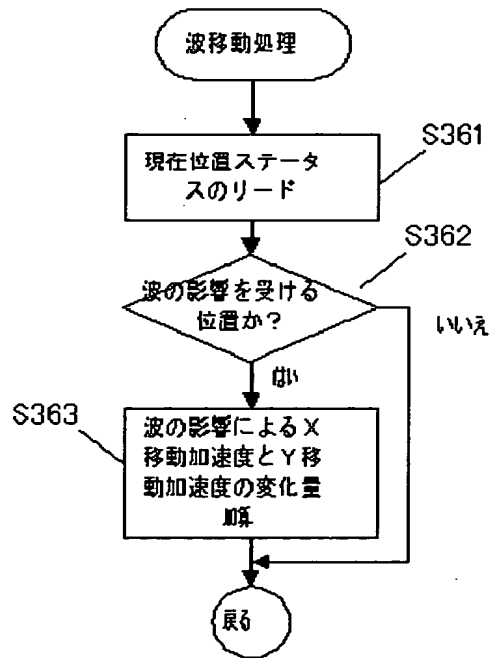 波移動処理
S361
現在位置ステータ
スのリード
S362
波の影響を受ける
位置か?
いいえ
はい
S363
波の影響によるX
移動加速度とY移
動加速度の変化量
加算
戻る